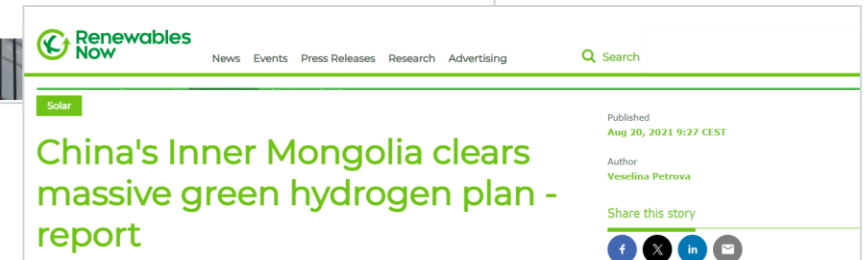 Renewables
Now
News Events Press Releases Research Advertising
Search
Solar
China's Inner Mongolia clears
massive green hydrogen plan -
report
Published
Aug 20, 2021 9:27 CEST
Author
Veselina Petrova
Share this story